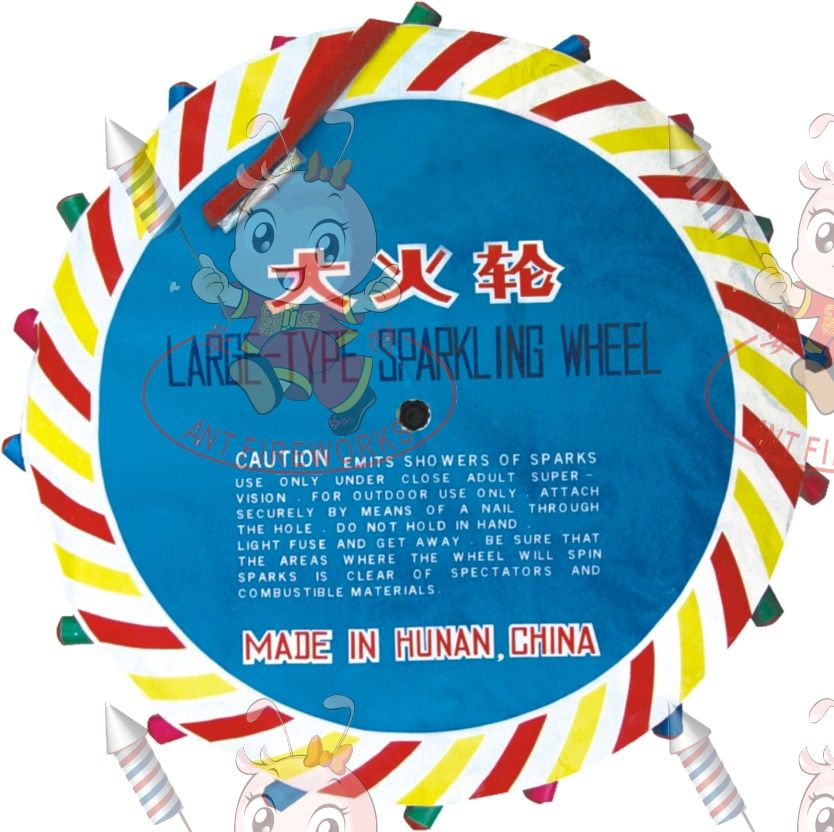 大火轮
LARGE-TYPE SPARKLING WHEEL
CAUTION EMITS SHOWERS OF SPARKS
USE ONLY UNDER CLOSE ADULT SUPER-
VISION . FOR OUTDOOR USE ONLY . ATTACH
SECURELY BY MEANS OF A NAIL THROUGH
THE HOLE . DO NOT HOLD IN HAND .
LIGHT FUSE AND GET AWAY . BE SURE THAT
THE AREAS WHERE THE WHEEL WILL SPIN
SPARKS IS CLEAR OF SPECTATORS AND
COMBUSTIBLE MATERIALS.
MADE IN HUNAN, CHINA
ANT FIREWORKS
ANT FI